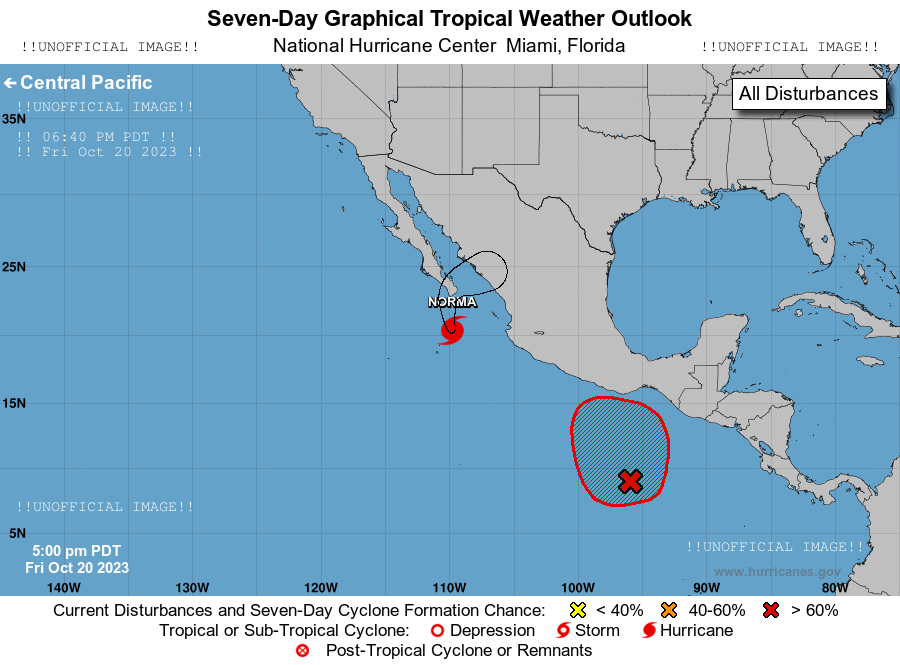 Seven-Day Graphical Tropical Weather Outlook
!!UNOFFICIAL IMAGE!! National Hurricane Center Miami, Florida !!UNOFFICIAL IMAGE!!
← Central Pacific
All Disturbances
!!UNOFFICIAL IMAGE!!
35N
!! 06:40 PM PDT !!
!! Fri Oct 20 2023 !!
25N
NORMA
15N
!!UNOFFICIAL IMAGE!!
5N
5:00 pm PDT
Fri Oct 20 2023
!!UNOFFICIAL IMAGE!!
www.hurricanes.gov
140W 130W 120W 110W 100W 90W 80W
Current Disturbances and Seven-Day Cyclone Formation Chance: < 40% 40-60% > 60%
Tropical or Sub-Tropical Cyclone: Depression Storm Hurricane
Post-Tropical Cyclone or Remnants